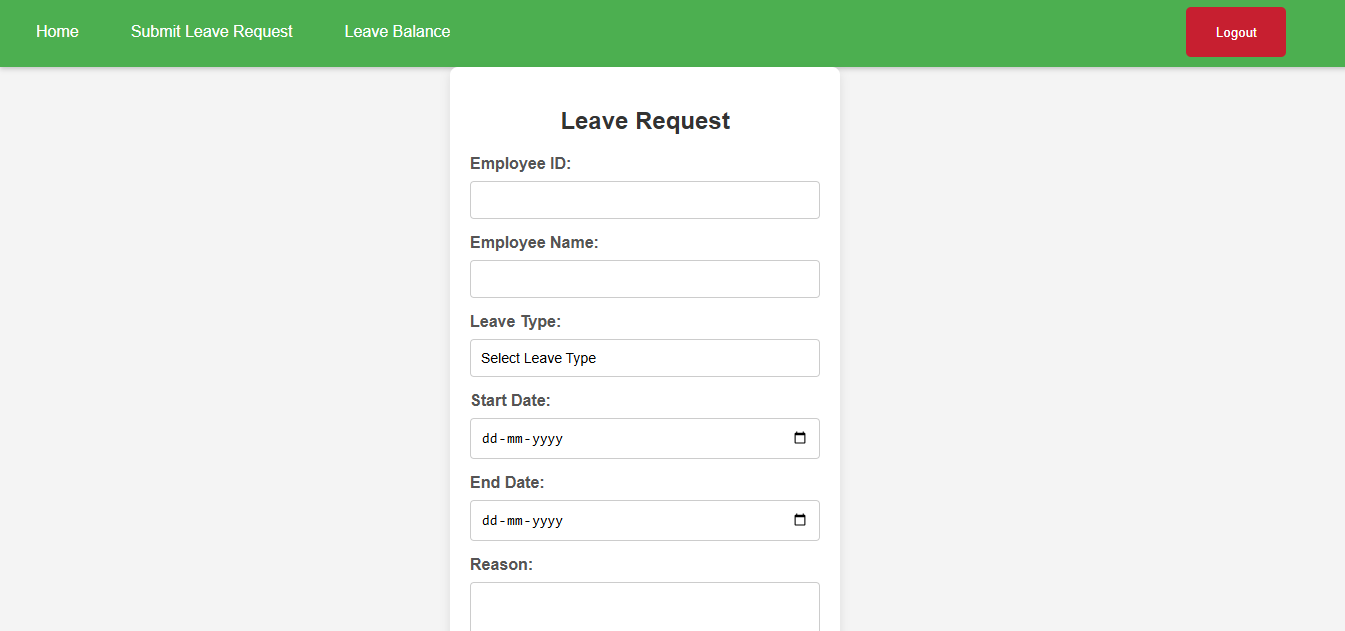 Home Submit Leave Request Leave Balance Logout
Leave Request
Employee ID:
Employee Name:
Leave Type:
Select Leave Type
Start Date:
dd-mm-yyyy
End Date:
dd-mm-yyyy
Reason: